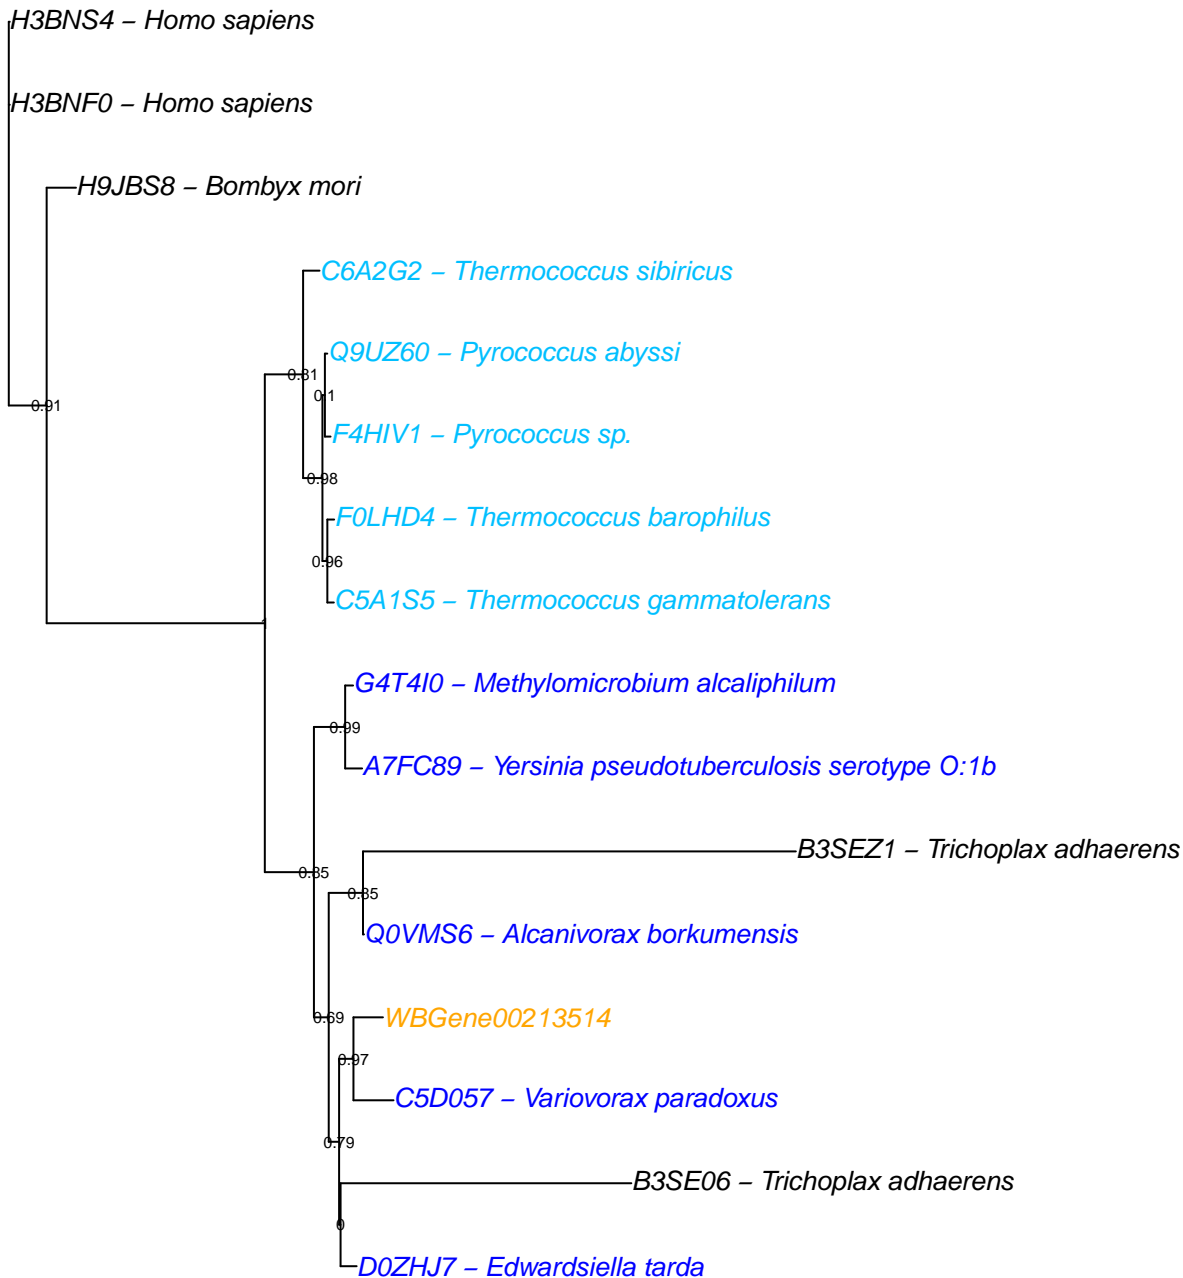 H3BNS4 – Homo sapiens
H3BNF0 – Homo sapiens
H9JBS8 – Bombyx mori
C6A2G2 – Thermococcus sibiricus
Q9UZ60 – Pyrococcus abyssi
0.81
0.1
0.91
F4HIV1 – Pyrococcus sp.
0.98
F0LHD4 – Thermococcus barophilus
0.96
C5A1S5 – Thermococcus gammatolerans
1
G4T4I0 – Methylomicrobium alcaliphilum
0.99
A7FC89 – Yersinia pseudotuberculosis serotype O:1b
B3SEZ1 – Trichoplax adhaerens
0.85
0.85
Q0VMS6 – Alcanivorax borkumensis
WBGene00213514
0.69
0.97
C5D057 – Variovorax paradoxus
0.79
B3SE06 – Trichoplax adhaerens
0
D0ZHJ7 – Edwardsiella tarda